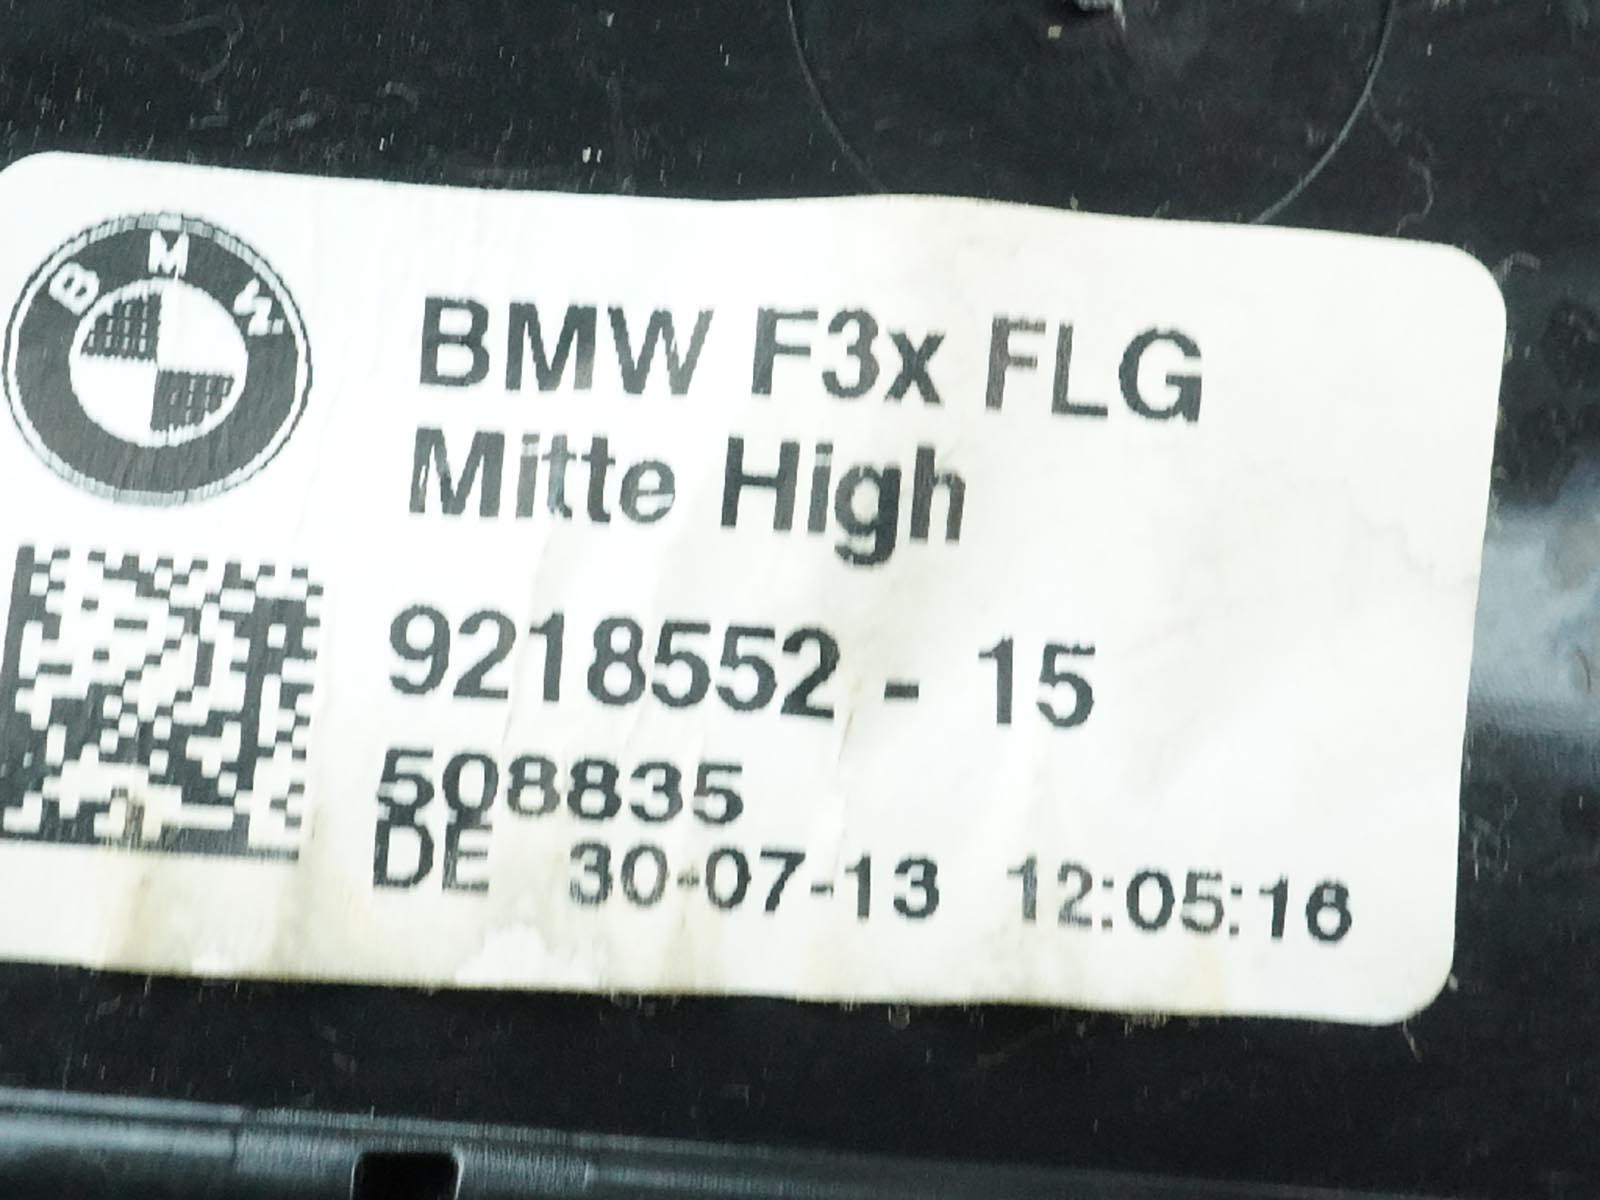 BMW
BMW F3x FLG
Mitte High
9218552 - 15
508835
DE 30-07-13 12:05:16